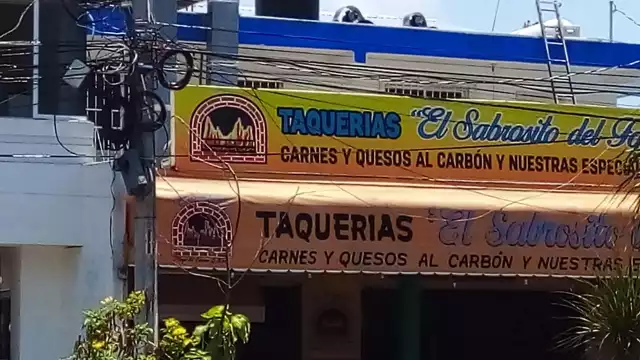 TAQUERIAS "El Sabrosito del
CARNES Y QUESOS AL CARBÓN Y NUESTRAS
TAQUERIAS "El Sabrosito
CARNES Y QUESOS AL CARBÓN Y NUESTRAS